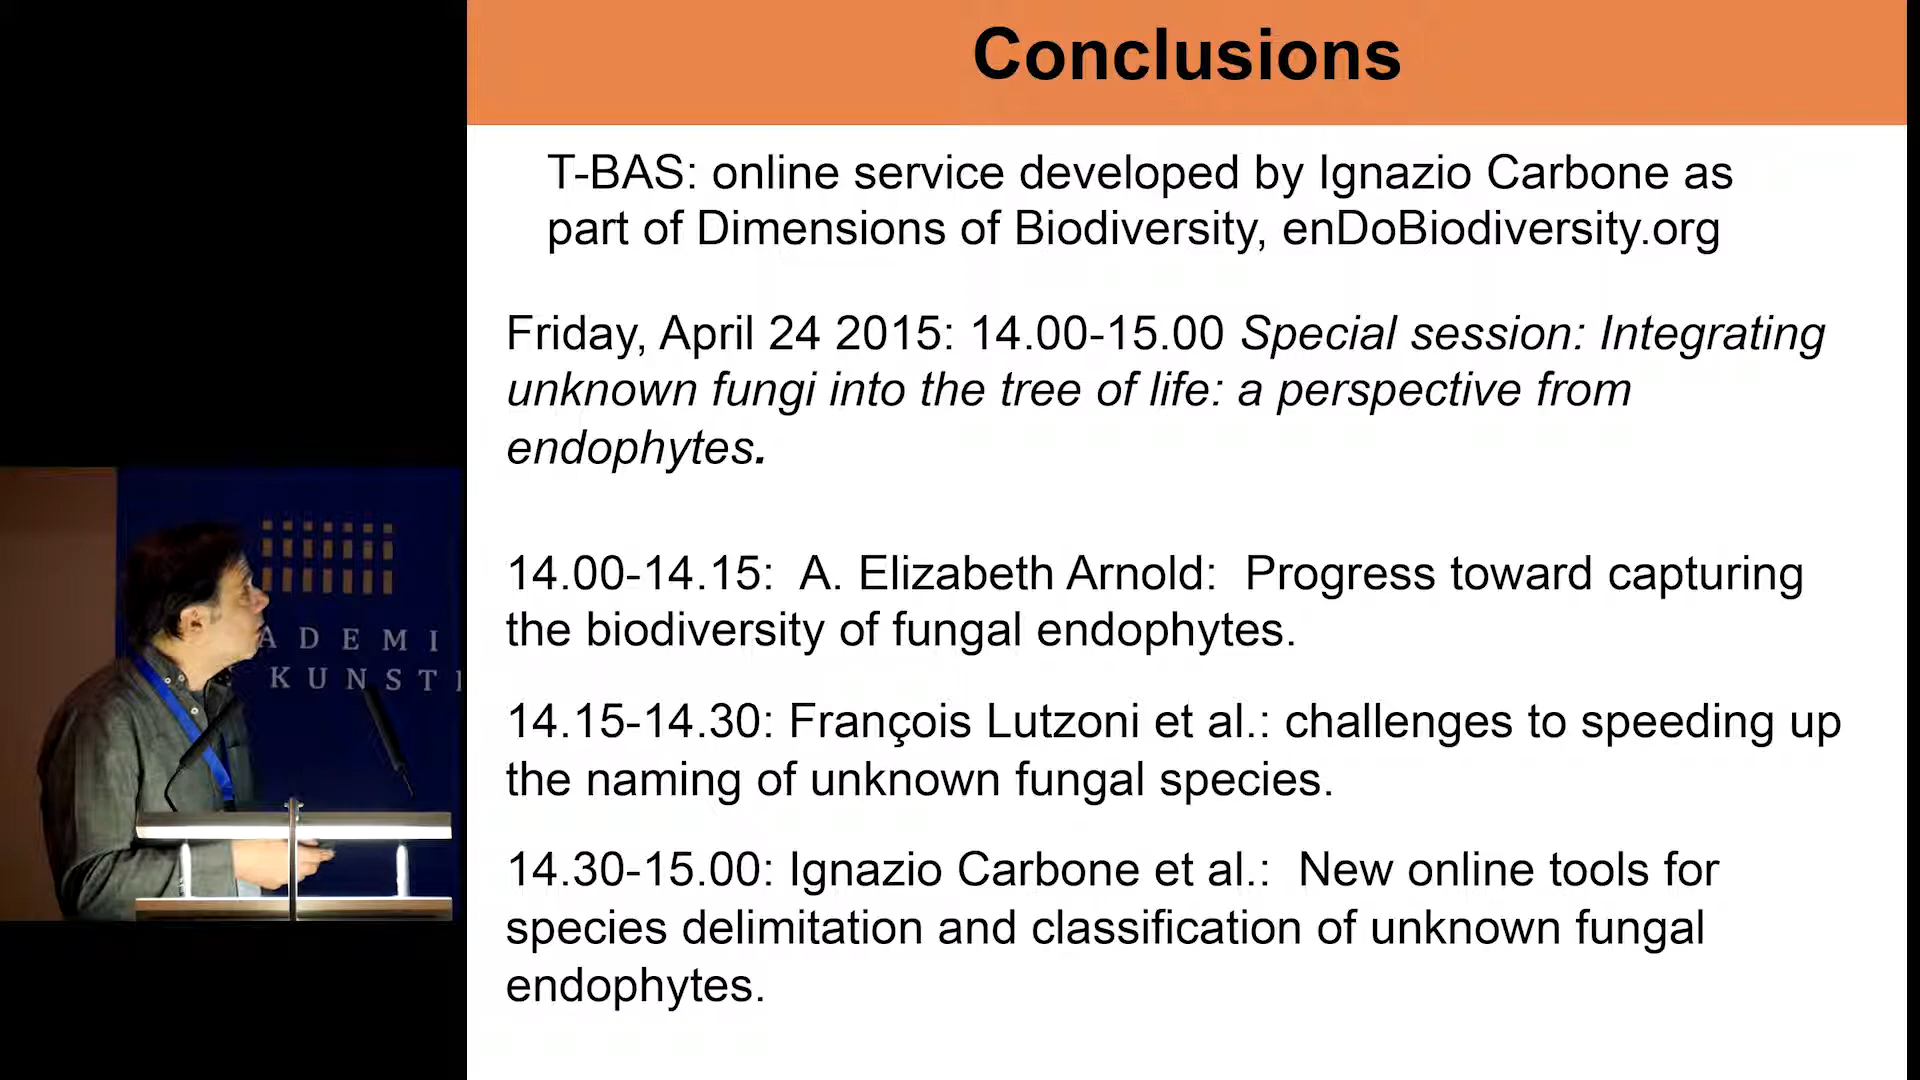 Conclusions
T-BAS: online service developed by Ignazio Carbone as
part of Dimensions of Biodiversity, enDoBiodiversity.org
Friday, April 24 2015: 14.00-15.00 Special session: Integrating
unknown fungi into the tree of life: a perspective from
endophytes.
14.00-14.15:  A. Elizabeth Arnold:  Progress toward capturing
the biodiversity of fungal endophytes.
14.15-14.30: François Lutzoni et al.: challenges to speeding up
the naming of unknown fungal species.
14.30-15.00: Ignazio Carbone et al.:  New online tools for
species delimitation and classification of unknown fungal
endophytes.
ADEMI
KUNST